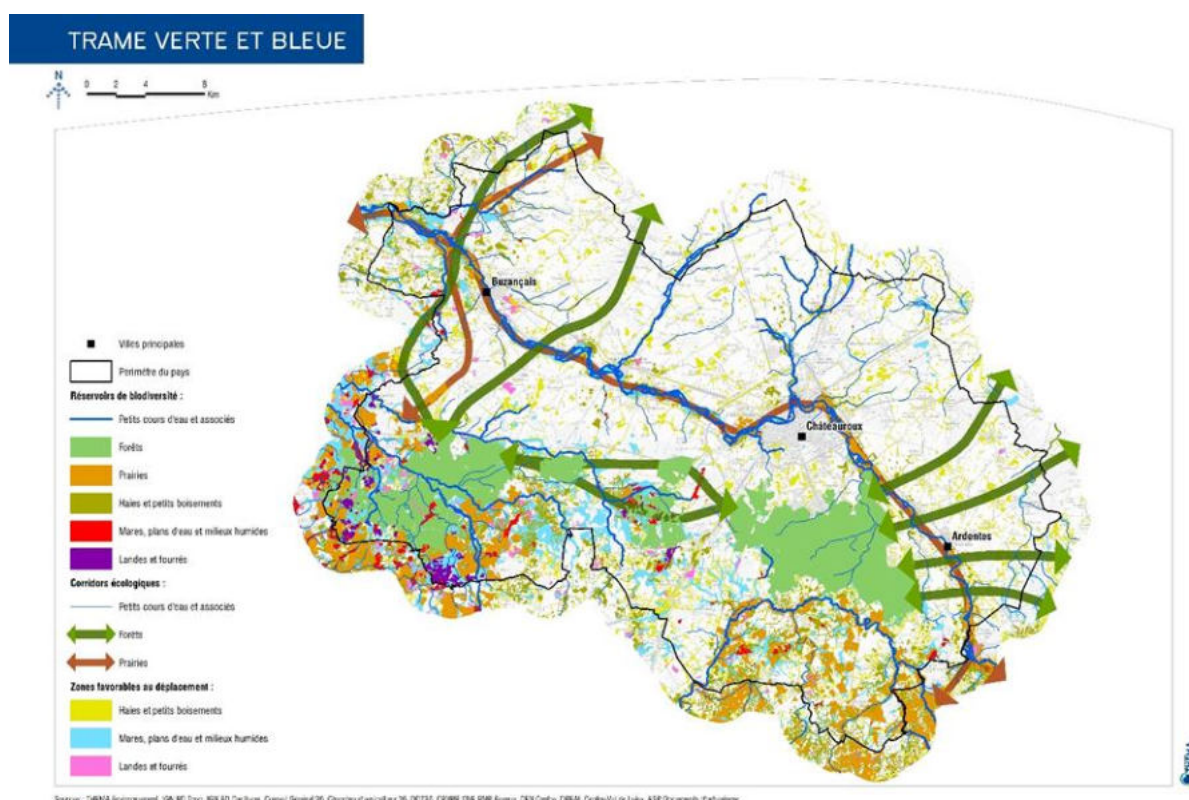 TRAME VERTE ET BLEUE
N
0 2 4 8
Km
Buzançais
Châteauroux
Ardentes
Villes principales
Périmètre du pays
Réservoirs de biodiversité :
Petits cours d'eau et associés
Forêts
Prairies
Haies et petits boisements
Mares, plans d'eau et milieux humides
Landes et fourrés
Corridors écologiques :
Petits cours d'eau et associés
Forêts
Prairies
Zones favorables au déplacement :
Haies et petits boisements
Mares, plans d'eau et milieux humides
Landes et fourrés